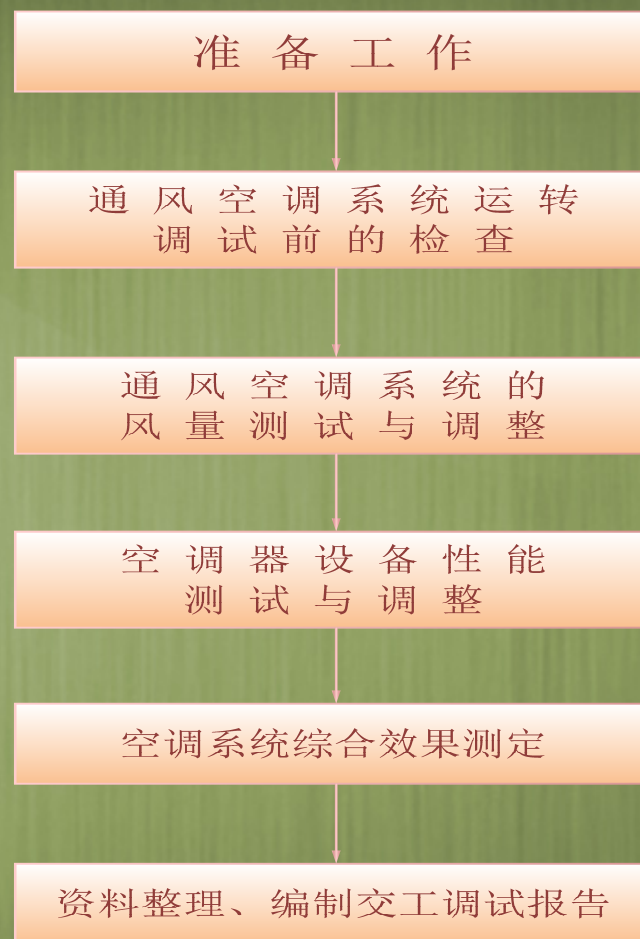 准备工作
通风空调系统运转
调试前的检查
通风空调系统的
风量测试与调整
空调器设备性能
测试与调整
空调系统综合效果测定
资料整理、编制交工调试报告